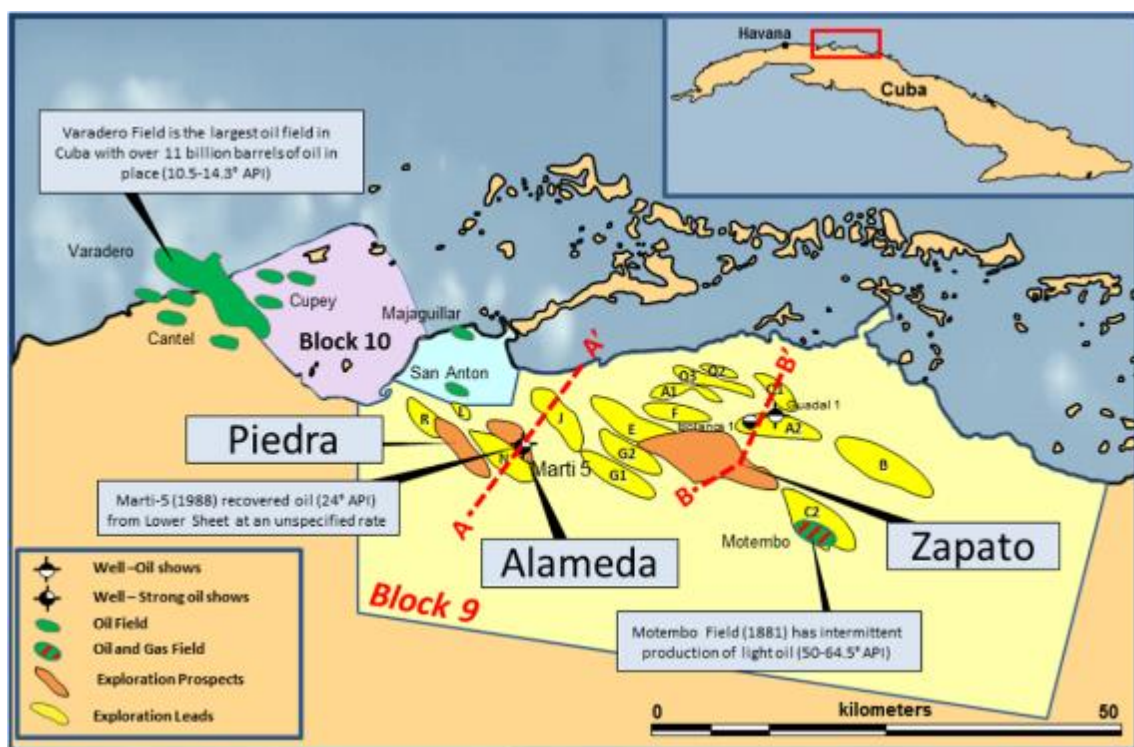 Havana
Cuba
Varadero Field is the largest oil field in
Cuba with over 11 billion barrels of oil in
place (10.5-14.3° API)
Varadero
Cupey
Cantel
Block 10
Majaguillar
San Anton
A'
B'
O3
O2
O1
A1
Guadal 1
L
R
J
F
A2
E
Piedra
N
G2
B
Marti 5
G1
Marti-5 (1988) recovered oil (24° API)
from Lower Sheet at an unspecified rate
A
B
C2
Motembo
Alameda
Zapato
Block 9
Well -Oil shows
Well - Strong oil shows
Oil Field
Oil and Gas Field
Exploration Prospects
Exploration Leads
Motembo Field (1881) has intermittent
production of light oil (50-64.5° API)
0 kilometers 50